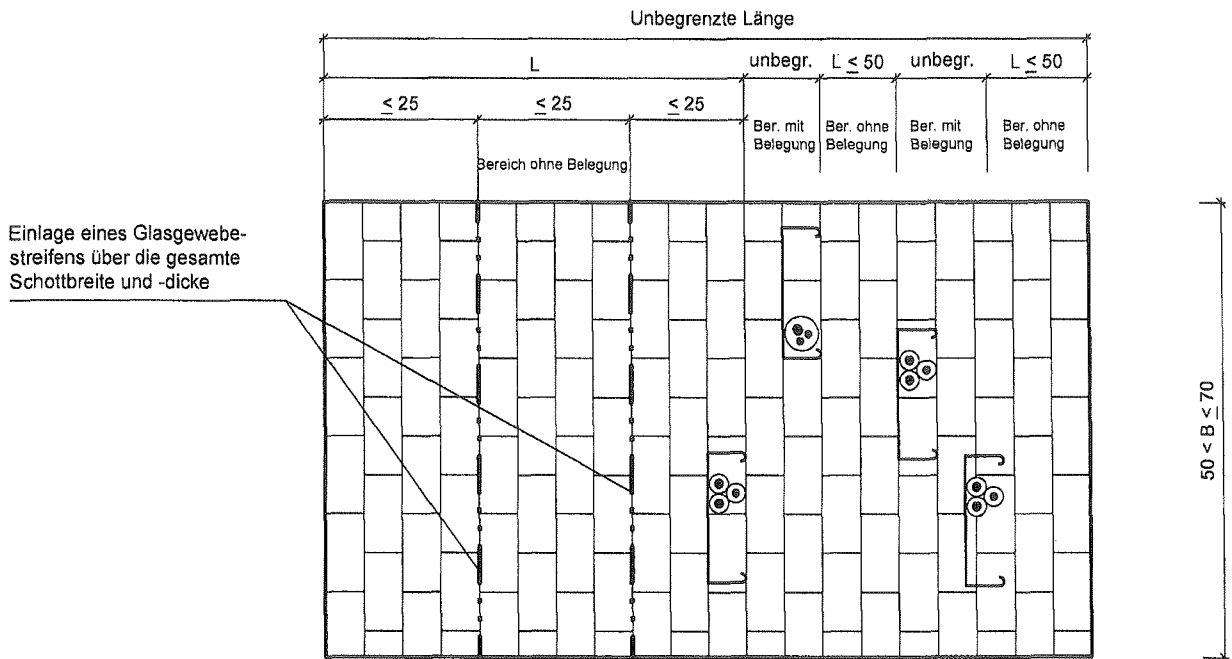 Unbegrenzte Länge
L
unbegr.
L ≤ 50
unbegr.
L ≤ 50
≤ 25
≤ 25
≤ 25
Ber. mit
Belegung
Ber. ohne
Belegung
Ber. mit
Belegung
Ber. ohne
Belegung
Bereich ohne Belegung
Einlage eines Glasgewebe-
streifens über die gesamte
Schottbreite und -dicke
50 < B ≤ 70